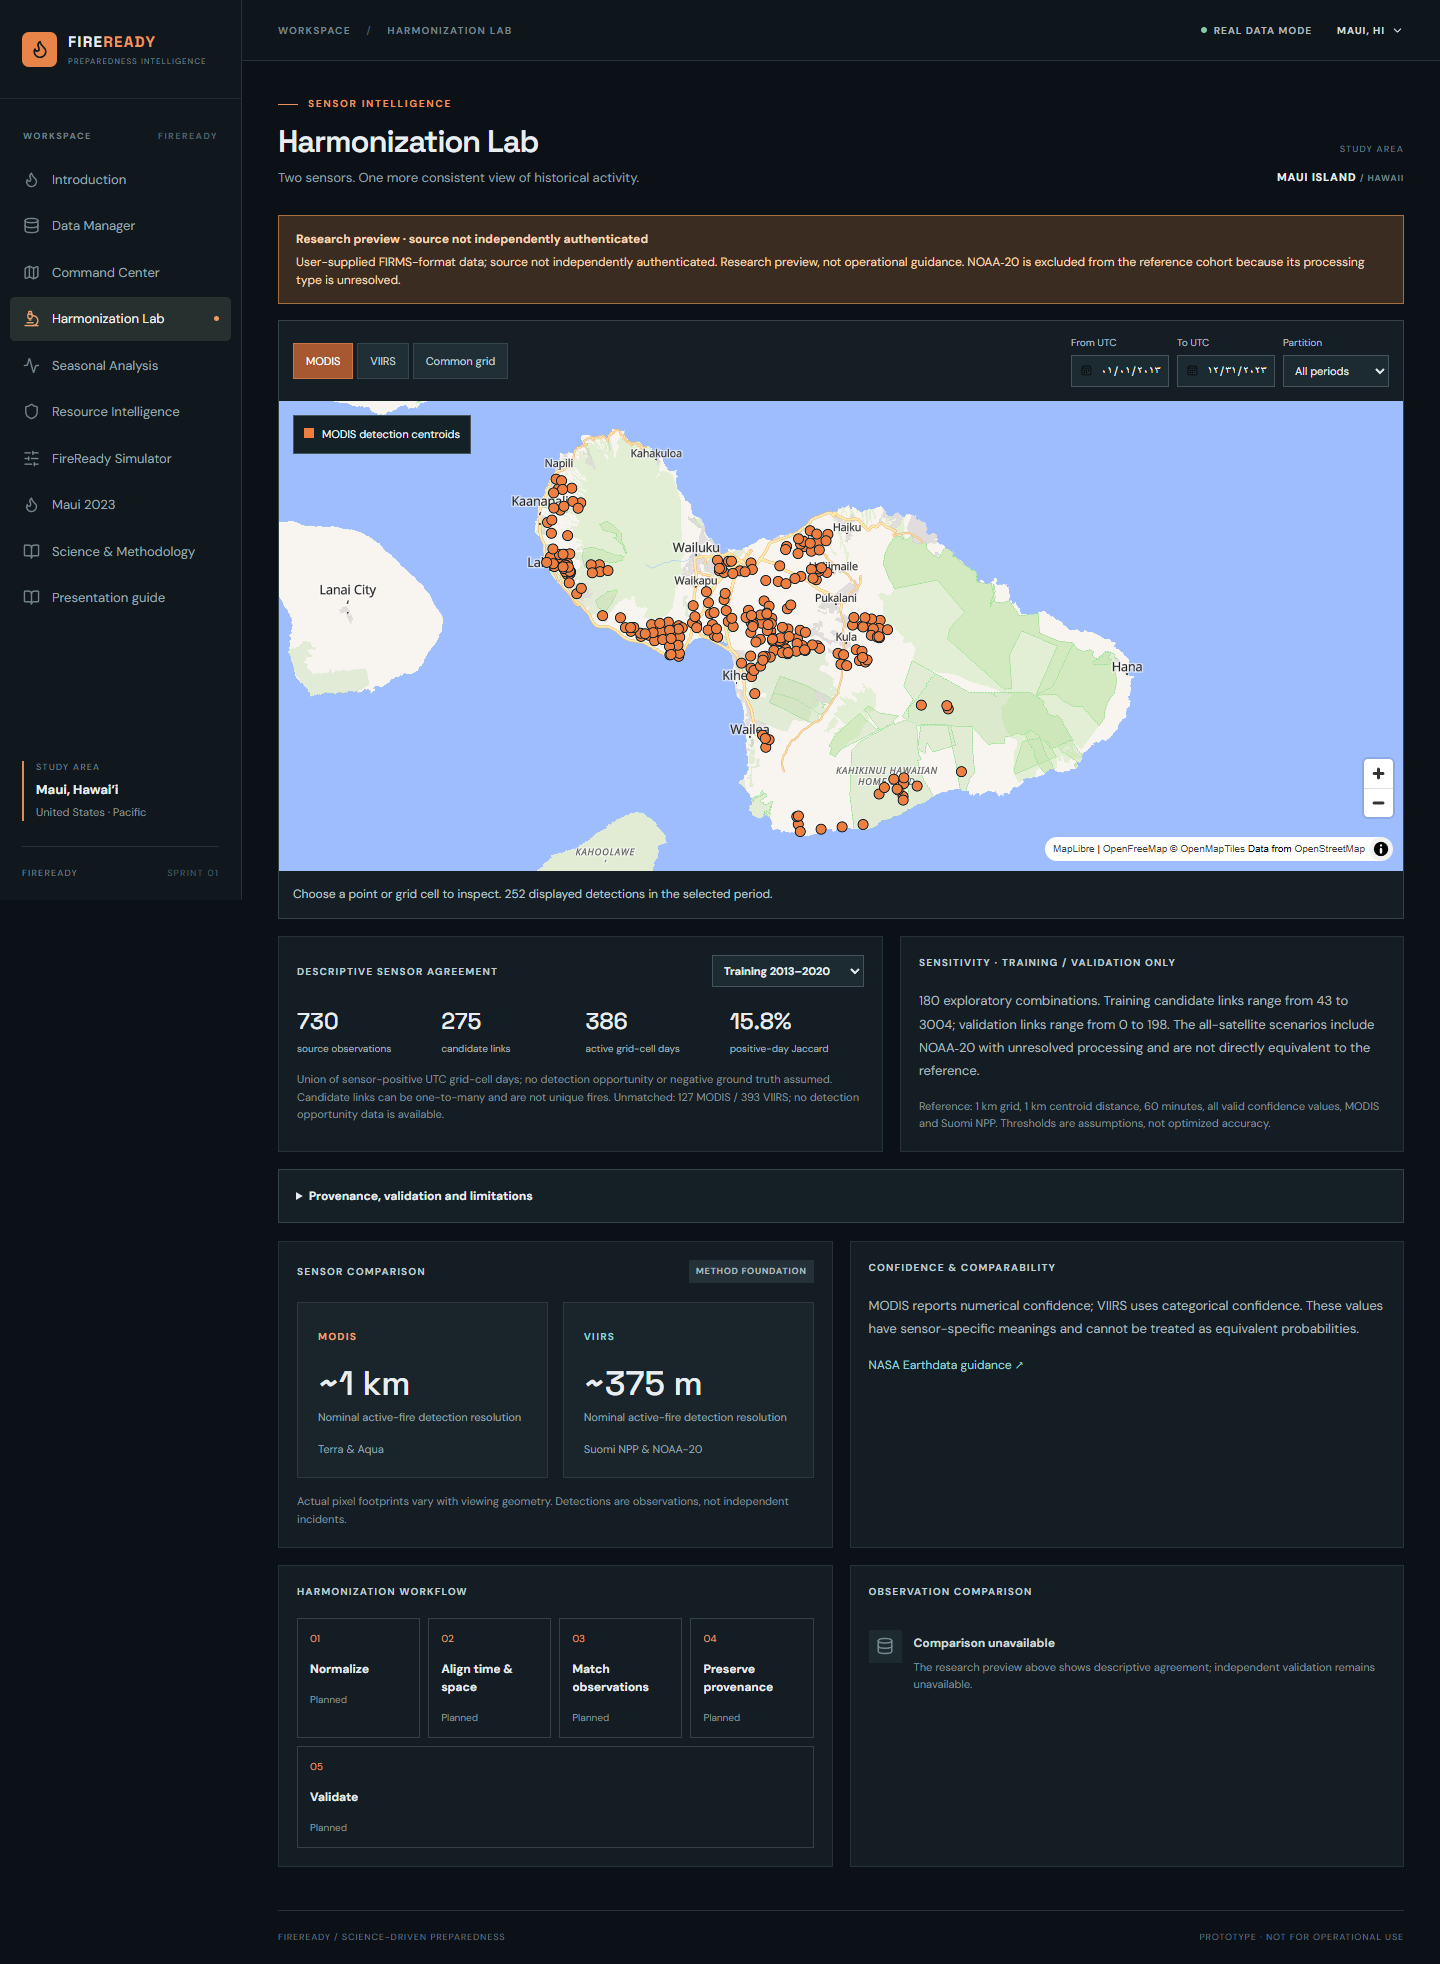 FIREREADY
PREPAREDNESS INTELLIGENCE
WORKSPACE FIREREADY
Introduction
Data Manager
Command Center
Harmonization Lab
Seasonal Analysis
Resource Intelligence
FireReady Simulator
Maui 2023
Science & Methodology
Presentation guide
STUDY AREA
Maui, Hawaiʻi
United States · Pacific
FIREREADY SPRINT 01
WORKSPACE / HARMONIZATION LAB
REAL DATA MODE MAUI, HI
SENSOR INTELLIGENCE
Harmonization Lab
Two sensors. One more consistent view of historical activity.
STUDY AREA
MAUI ISLAND / HAWAII
Research preview · source not independently authenticated
User-supplied FIRMS-format data; source not independently authenticated. Research preview, not operational guidance. NOAA-20 is excluded from the reference cohort because its processing
type is unresolved.
MODIS VIIRS Common grid
From UTC To UTC Partition
٠١/٠١/٢٠١٣ ١٢/٣١/٢٠٢٣ All periods
MODIS detection centroids
Napili
Kahakuloa
Kaanapali
Haiku
Wailuku
Waikapu
Pukalani
Lanai City
Kula
Hana
Wailea
KAHIKINUI HAWAIIAN
KAHOOLAWE
MapLibre | OpenFreeMap © OpenMapTiles Data from OpenStreetMap
Choose a point or grid cell to inspect. 252 displayed detections in the selected period.
DESCRIPTIVE SENSOR AGREEMENT Training 2013–2020
730 275 386 15.8%
source observations candidate links active grid-cell days positive-day Jaccard
Union of sensor-positive UTC grid-cell days; no detection opportunity or negative ground truth assumed.
Candidate links can be one-to-many and are not unique fires. Unmatched: 127 MODIS / 393 VIIRS; no detection
opportunity data is available.
SENSITIVITY · TRAINING / VALIDATION ONLY
180 exploratory combinations. Training candidate links range from 43 to
3004; validation links range from 0 to 198. The all-satellite scenarios include
NOAA-20 with unresolved processing and are not directly equivalent to the
reference.
Reference: 1 km grid, 1 km centroid distance, 60 minutes, all valid confidence values, MODIS
and Suomi NPP. Thresholds are assumptions, not optimized accuracy.
Provenance, validation and limitations
SENSOR COMPARISON METHOD FOUNDATION
MODIS
~1 km
Nominal active-fire detection resolution
Terra & Aqua
VIIRS
~375 m
Nominal active-fire detection resolution
Suomi NPP & NOAA-20
Actual pixel footprints vary with viewing geometry. Detections are observations, not independent
incidents.
CONFIDENCE & COMPARABILITY
MODIS reports numerical confidence; VIIRS uses categorical confidence. These values
have sensor-specific meanings and cannot be treated as equivalent probabilities.
NASA Earthdata guidance ↗
HARMONIZATION WORKFLOW
01
Normalize
Planned
02
Align time &
space
Planned
03
Match
observations
Planned
04
Preserve
provenance
Planned
05
Validate
Planned
OBSERVATION COMPARISON
Comparison unavailable
The research preview above shows descriptive agreement; independent validation remains
unavailable.
FIREREADY / SCIENCE-DRIVEN PREPAREDNESS
PROTOTYPE · NOT FOR OPERATIONAL USE